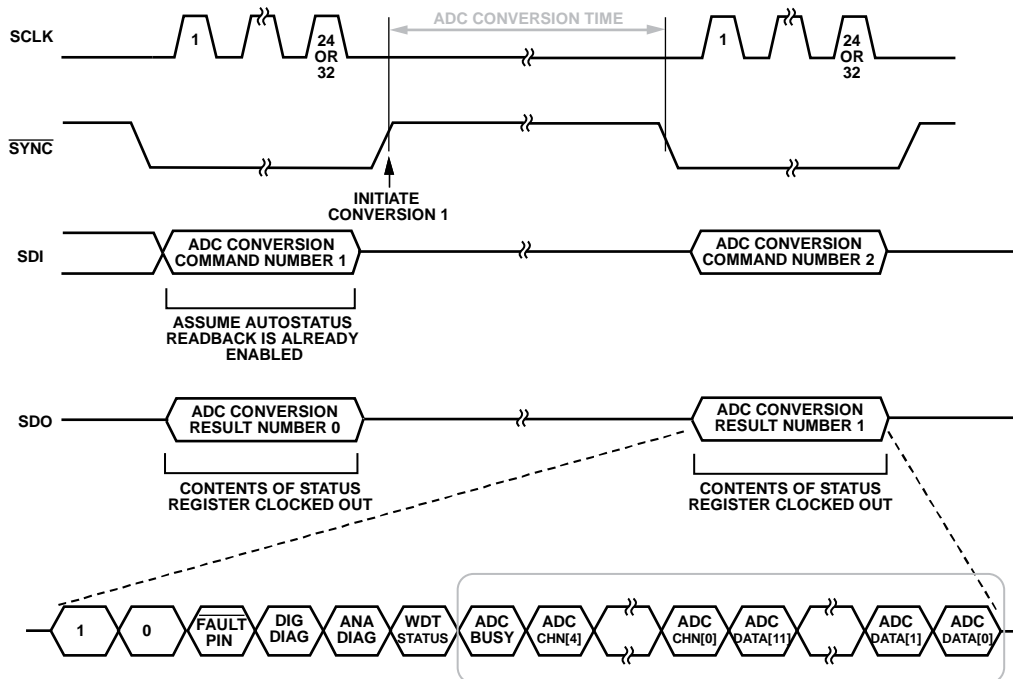 ADC CONVERSION TIME
SCLK
1
24
OR
32
1
24
OR
32
SYNC
INITIATE
CONVERSION 1
SDI
ADC CONVERSION
COMMAND NUMBER 1
ADC CONVERSION
COMMAND NUMBER 2
ASSUME AUTOSTATUS
READBACK IS ALREADY
ENABLED
SDO
ADC CONVERSION
RESULT NUMBER 0
ADC CONVERSION
RESULT NUMBER 1
CONTENTS OF STATUS
REGISTER CLOCKED OUT
CONTENTS OF STATUS
REGISTER CLOCKED OUT
1
0
FAULT
PIN
DIG
DIAG
ANA
DIAG
WDT
STATUS
ADC
BUSY
ADC
CHN[4]
ADC
CHN[0]
ADC
DATA[11]
ADC
DATA[1]
ADC
DATA[0]